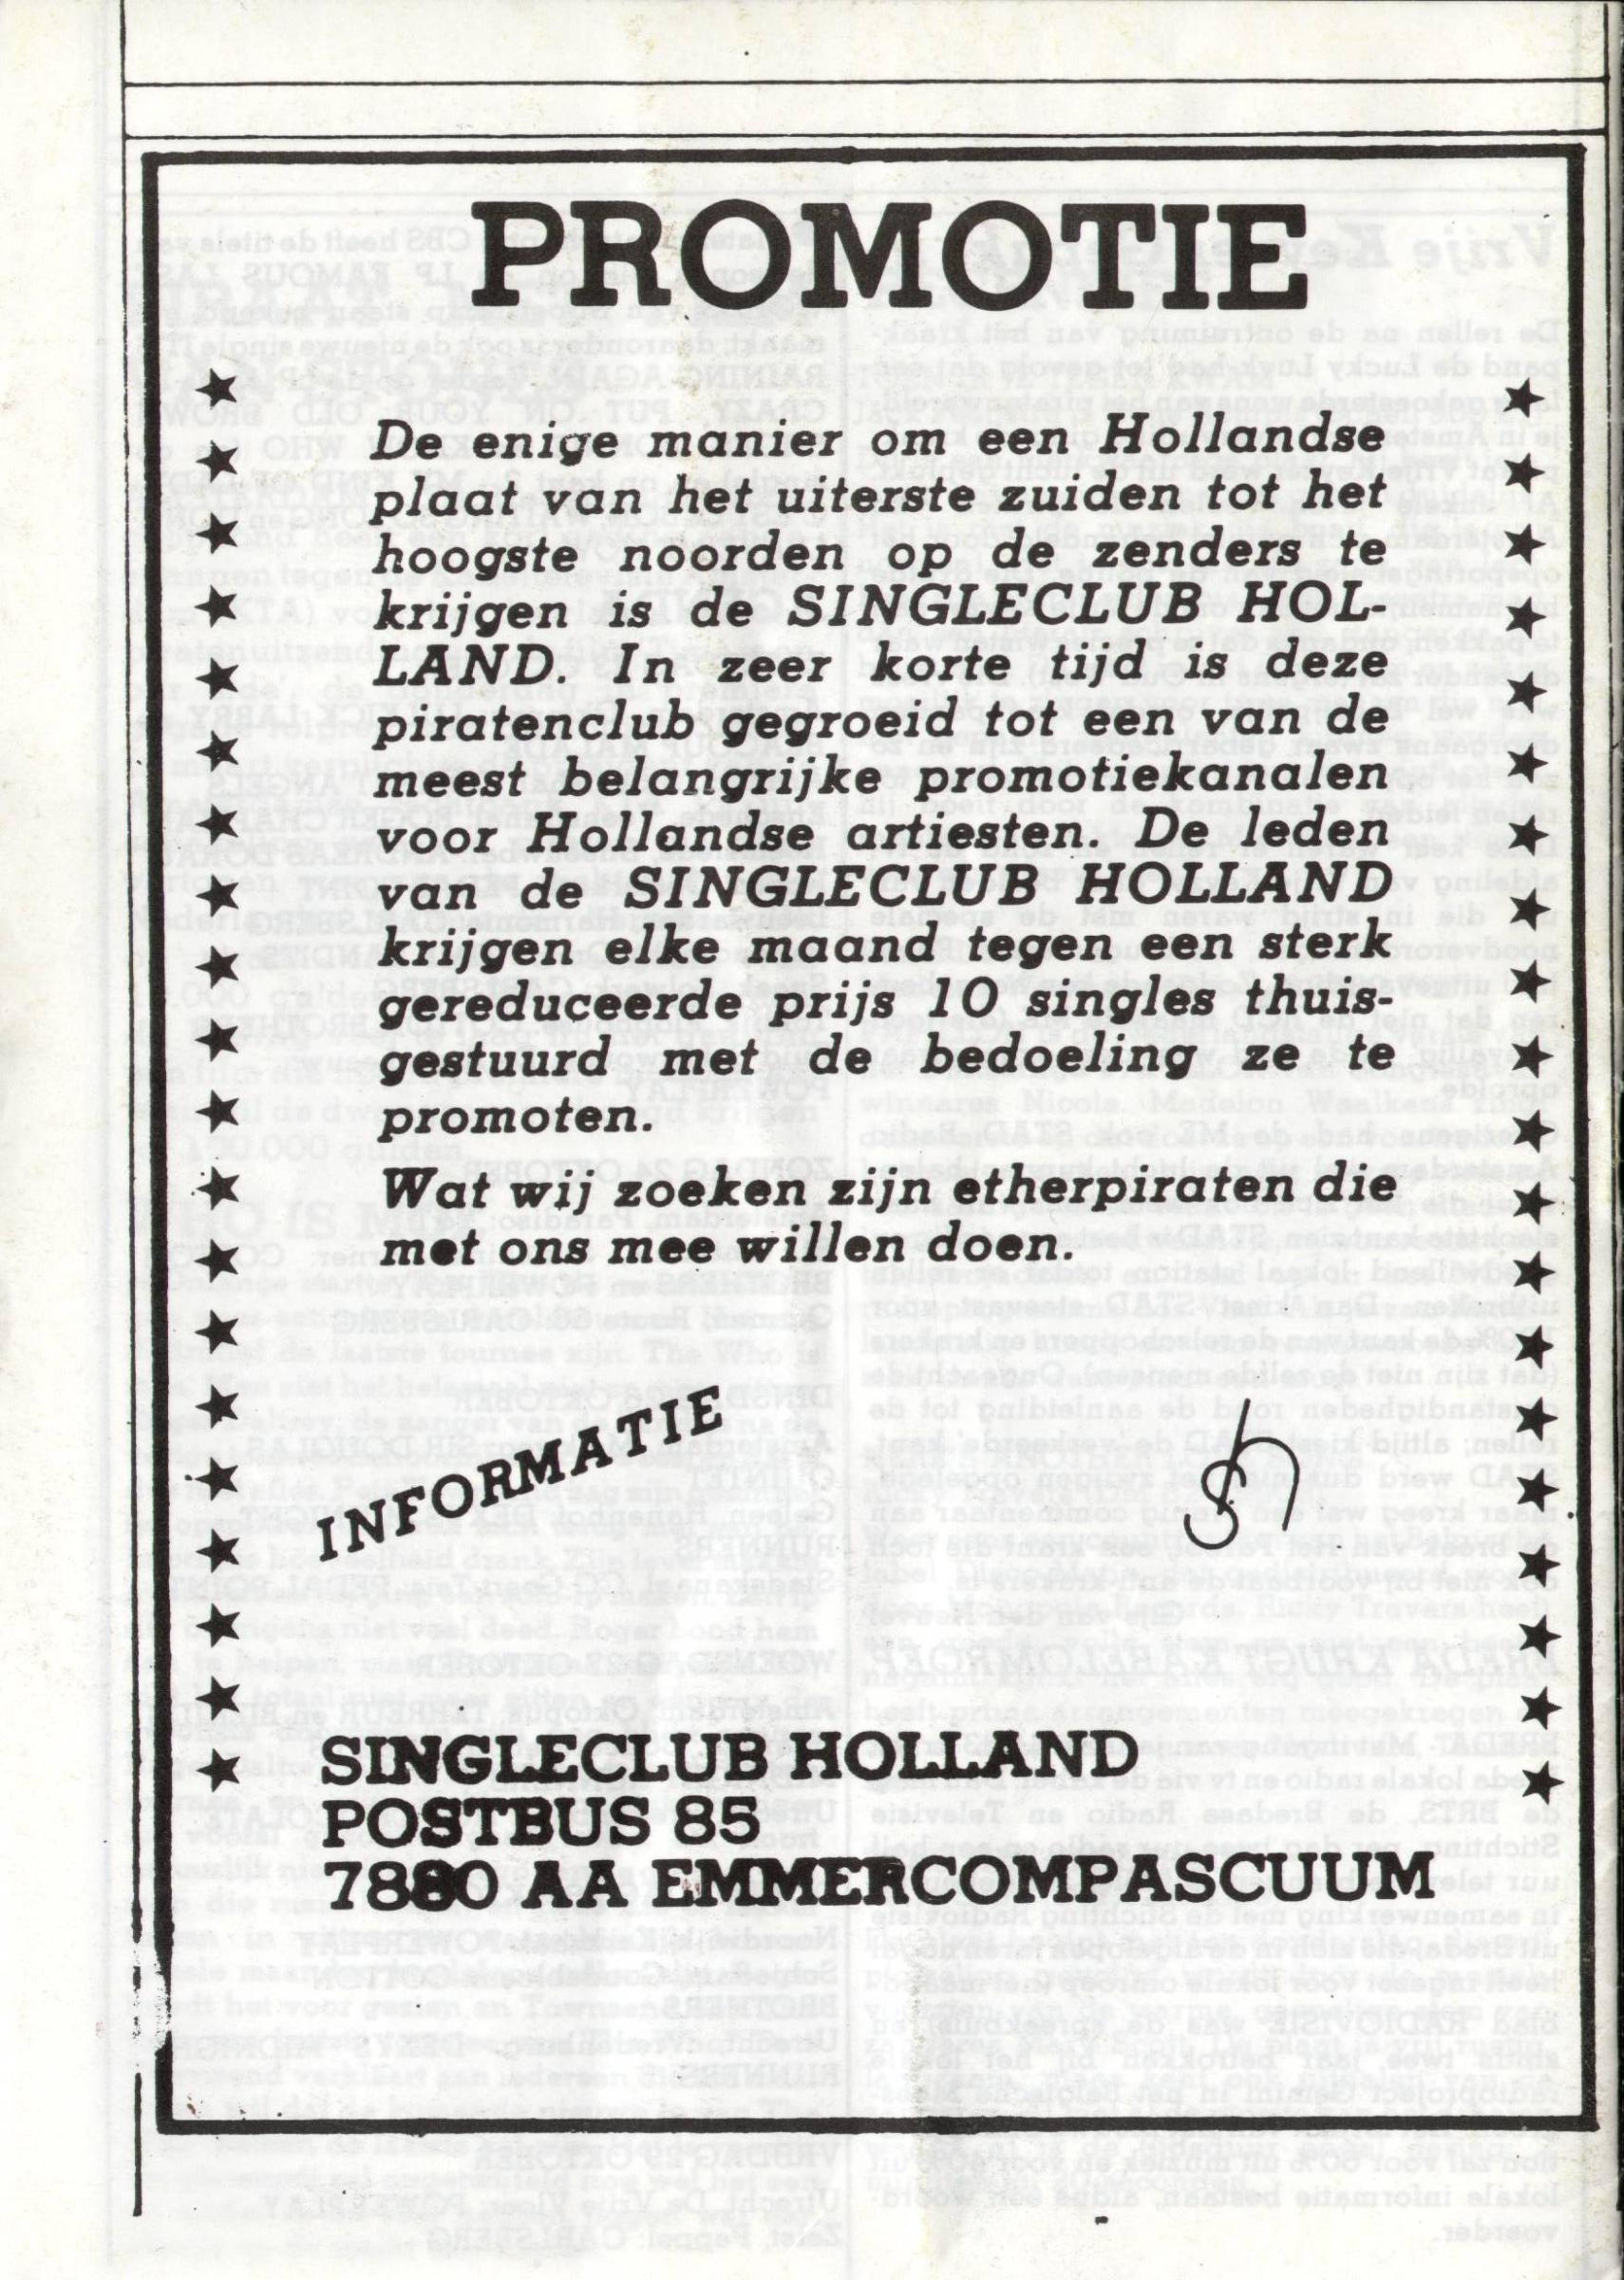 PROMOTIE
De enige manier om een Hollandse
plaat van het uiterste zuiden tot het
hoogste noorden op de zenders te
krijgen is de SINGLECLUB HOL-
LAND. In zeer korte tijd is deze
piratenclub gegroeid tot een van de
meest belangrijke promotiekanalen
voor Hollandse artiesten. De leden
van de SINGLECLUB HOLLAND
krijgen elke maand tegen een sterk
gereduceerde prijs 10 singles thuis-
gestuurd met de bedoeling ze te
promoten.
Wat wij zoeken zijn etherpiraten die
met ons mee willen doen.
INFORMATIE
SINGLECLUB HOLLAND
POSTBUS 85
7880 AA EMMERCOMPASCUUM